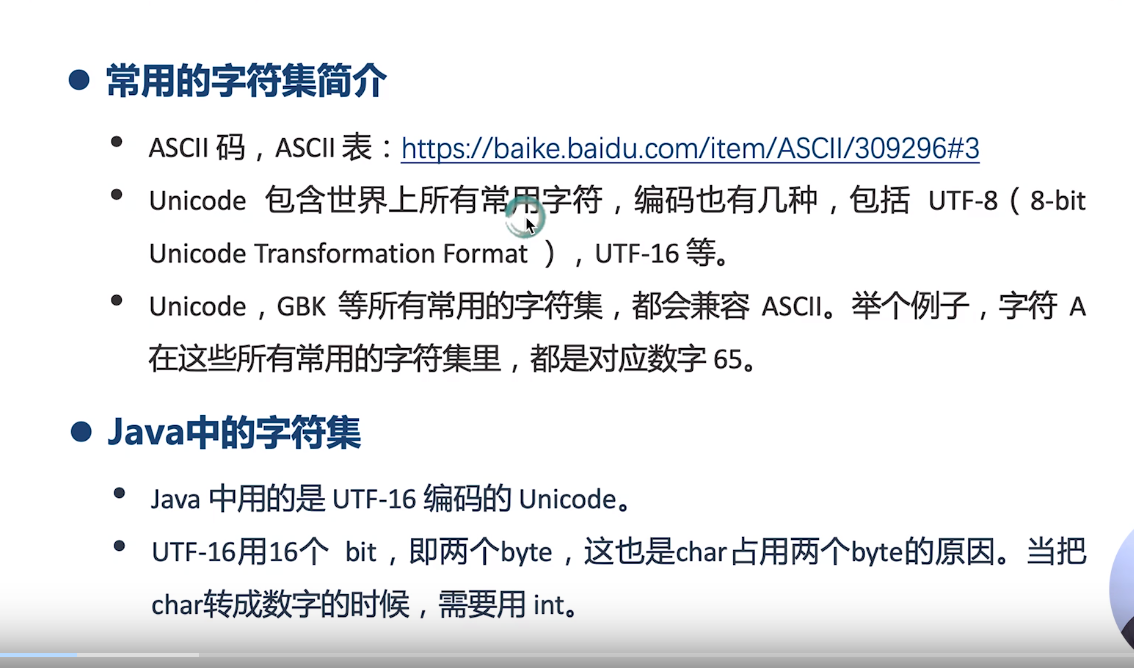 常用的字符集简介
ASCII 码，ASCII 表：https://baike.baidu.com/item/ASCII/309296#3
Unicode 包含世界上所有常用字符，编码也有几种，包括 UTF-8（8-bit
Unicode Transformation Format ），UTF-16 等。
Unicode，GBK 等所有常用的字符集，都会兼容 ASCII。举个例子，字符 A
在这些所有常用的字符集里，都是对应数字 65。
Java中的字符集
Java 中用的是 UTF-16 编码的 Unicode。
UTF-16用16个 bit，即两个byte，这也是char占用两个byte的原因。当把
char转成数字的时候，需要用 int。